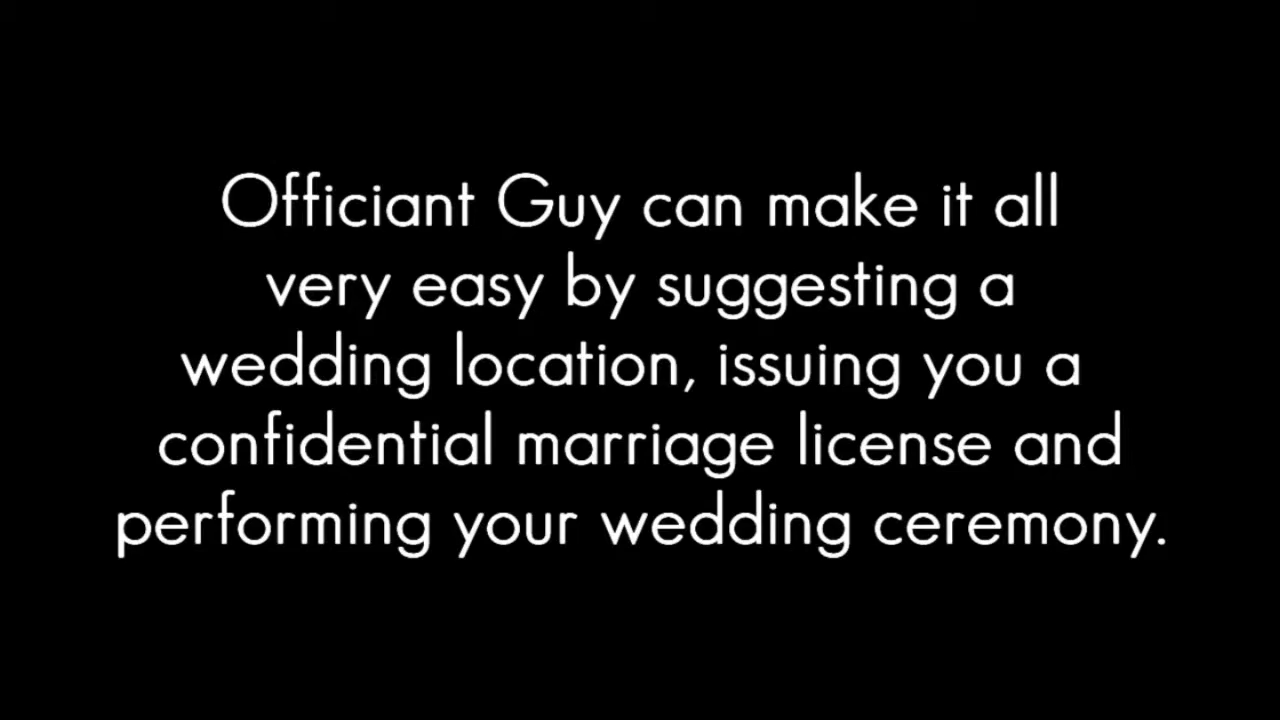 Officiant Guy can make it all
very easy by suggesting a
wedding location, issuing you a
confidential marriage license and
performing your wedding ceremony.